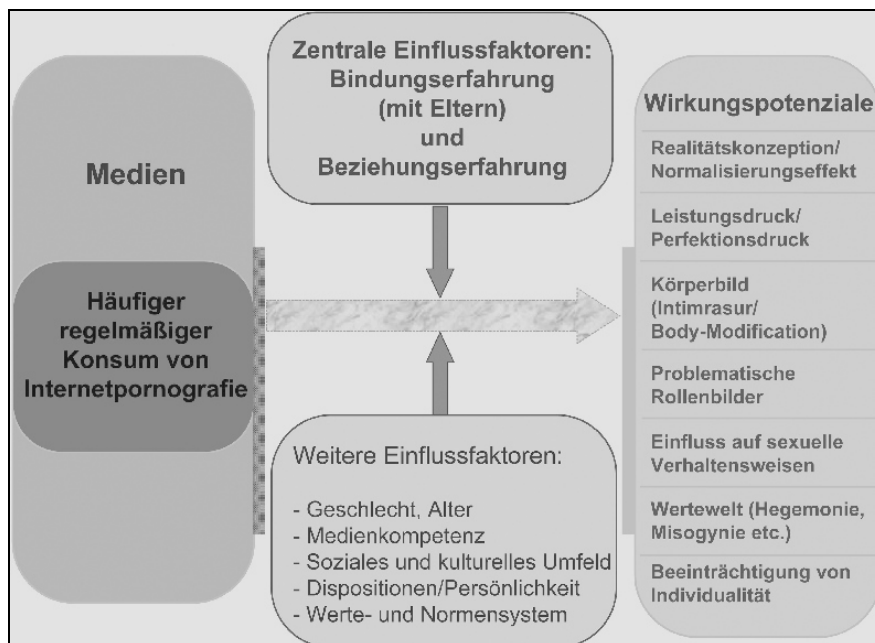 Medien
Häufiger
regelmäßiger
Konsum von
Internetpornografie
Zentrale Einflussfaktoren:
Bindungserfahrung
(mit Eltern)
und
Beziehungserfahrung
Weitere Einflussfaktoren:
- Geschlecht, Alter
- Medienkompetenz
- Soziales und kulturelles Umfeld
- Dispositionen/Persönlichkeit
- Werte- und Normensystem
Wirkungspotenziale
Realitätskonzeption/
Normalisierungseffekt
Leistungsdruck/
Perfektionsdruck
Körperbild
(Intimrasur/
Body-Modification)
Problematische
Rollenbilder
Einfluss auf sexuelle
Verhaltensweisen
Wertewelt (Hegemonie,
Misogynie etc.)
Beeinträchtigung von
Individualität